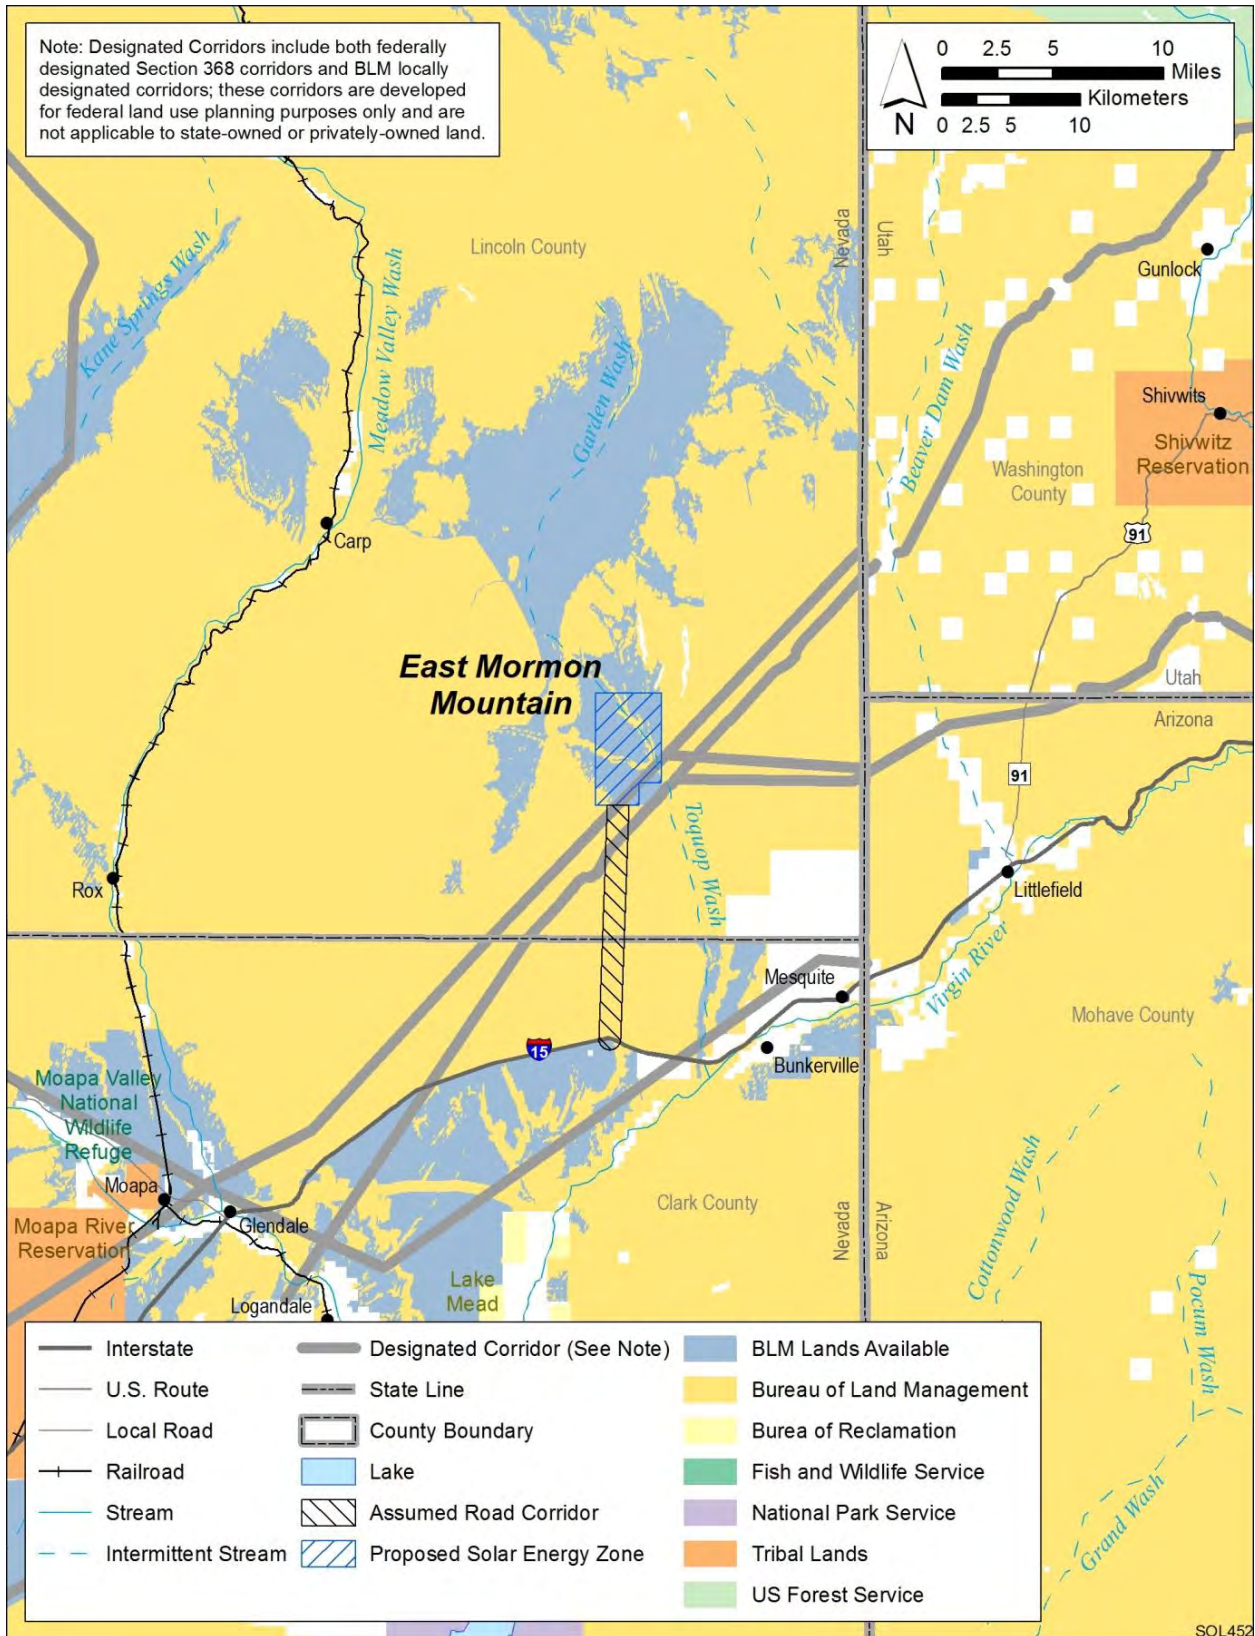 Note: Designated Corridors include both federally
designated Section 368 corridors and BLM locally
designated corridors; these corridors are developed
for federal land use planning purposes only and are
not applicable to state-owned or privately-owned land.
N
0 2.5 5 10
Miles
Kilometers
0 2.5 5 10
Nevada
Utah
Lincoln County
Gunlock
Kane Springs Wash
Meadow Valley Wash
Garden Wash
Beaver Dam Wash
Shivwits
Shivwitz
Reservation
Washington
County
91
Carp
East Mormon
Mountain
Utah
Arizona
91
Toquop Wash
Rox
Littlefield
Mesquite
Virgin River
Mohave County
15
Bunkerville
Moapa Valley
National
Wildlife
Refuge
Moapa
Moapa River
Reservation
Glendale
Clark County
Nevada
Arizona
Cottonwood Wash
Pocum Wash
Lake
Mead
Logandale
Grand Wash
Interstate
U.S. Route
Local Road
Railroad
Stream
Intermittent Stream
Designated Corridor (See Note)
State Line
County Boundary
Lake
Assumed Road Corridor
Proposed Solar Energy Zone
BLM Lands Available
Bureau of Land Management
Burea of Reclamation
Fish and Wildlife Service
National Park Service
Tribal Lands
US Forest Service
SOL452